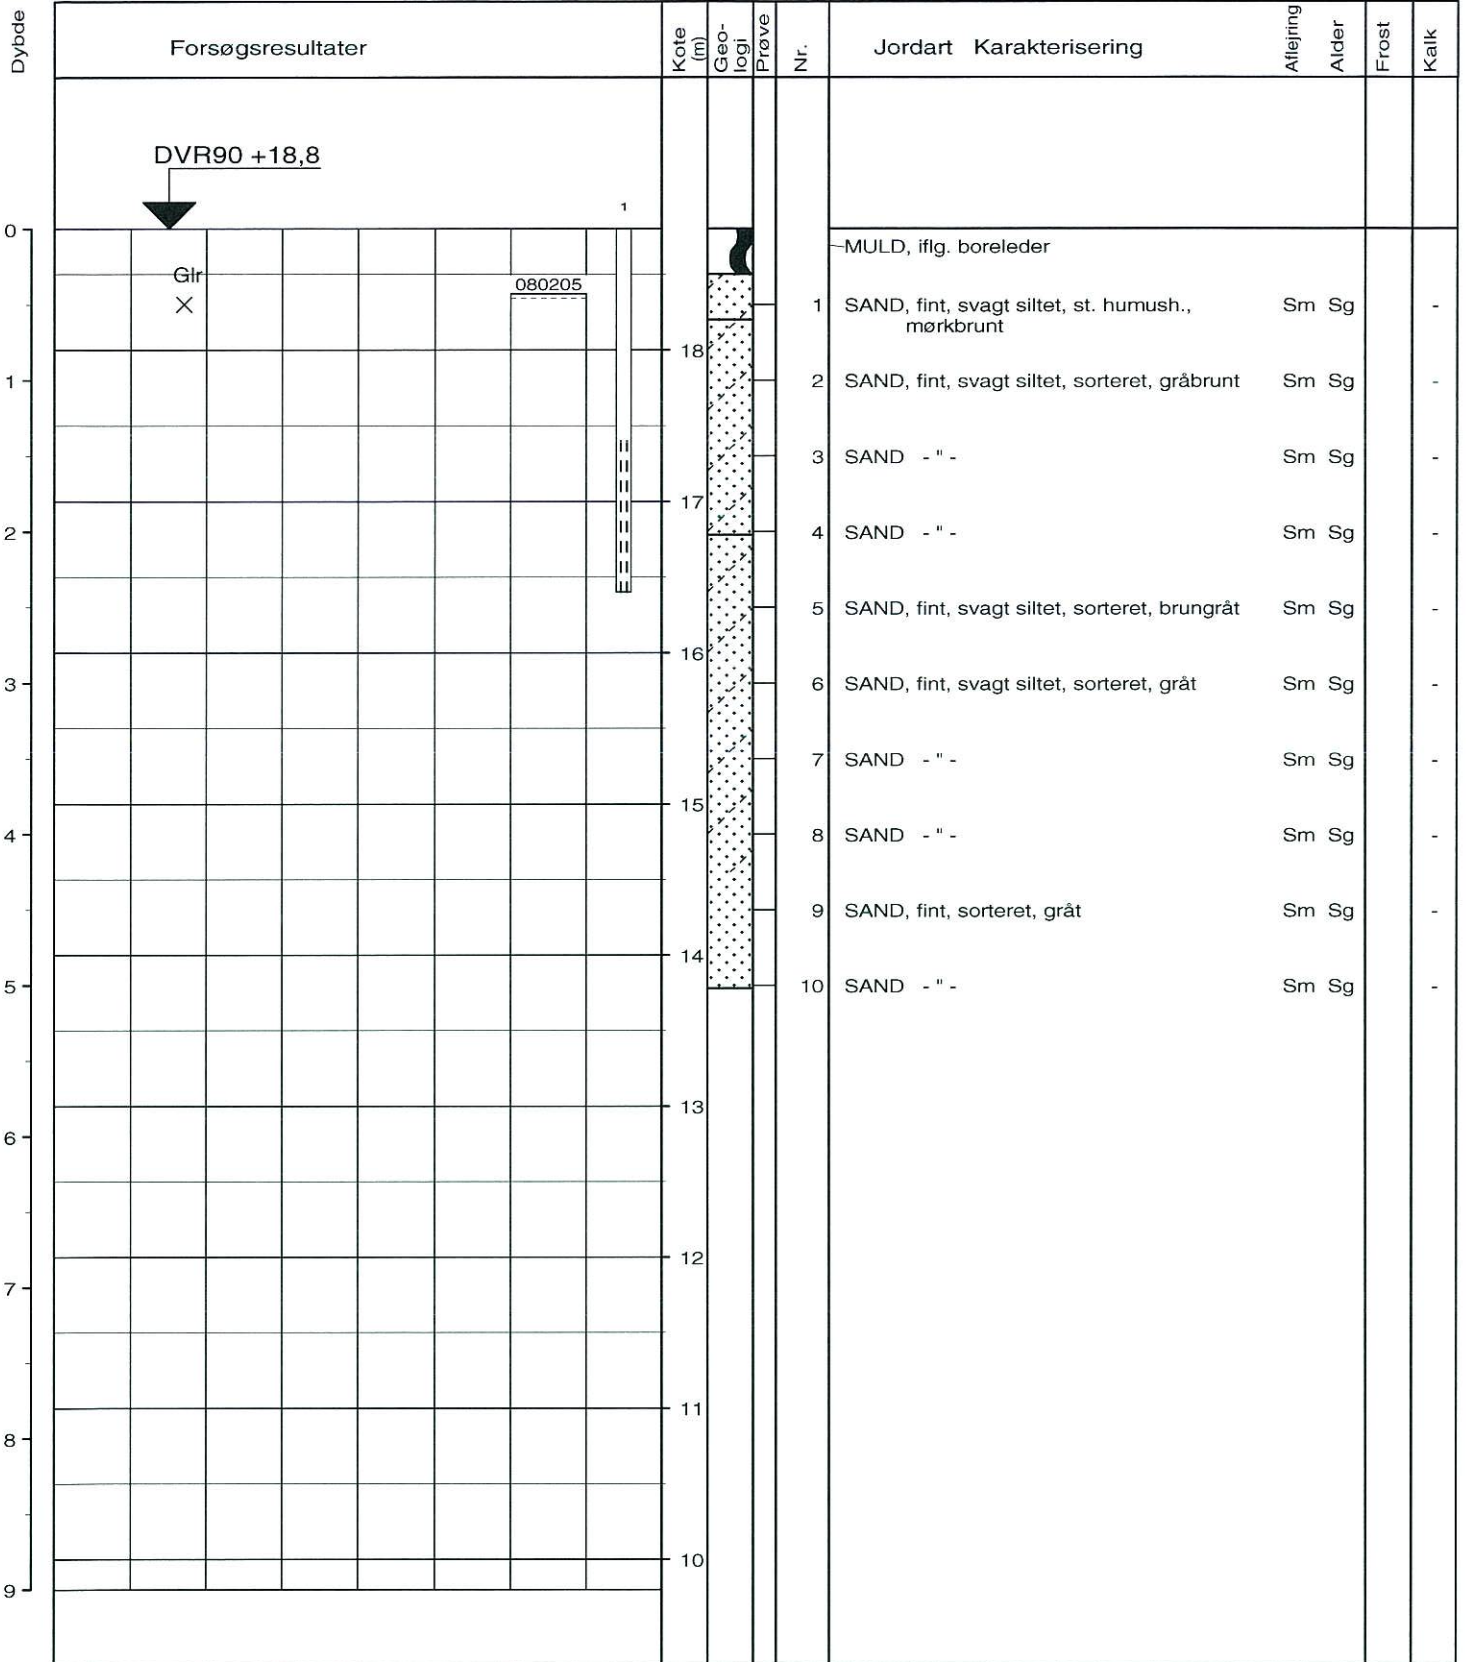 Dybde Forsøgsresultater Kote (m) Geo-logi Prøve Nr. Jordart Karakterisering Aflejring Alder Frost Kalk
DVR90 +18,8
1
0
MULD, iflg. boreleder
Glr
080205
1 SAND, fint, svagt siltet, st. humush., Sm Sg -
mørkbrunt
18
1 2 SAND, fint, svagt siltet, sorteret, gråbrunt Sm Sg -
3 SAND - " - Sm Sg -
17
2 4 SAND - " - Sm Sg -
5 SAND, fint, svagt siltet, sorteret, brungråt Sm Sg -
16
3 6 SAND, fint, svagt siltet, sorteret, gråt Sm Sg -
7 SAND - " - Sm Sg -
15
4 8 SAND - " - Sm Sg -
9 SAND, fint, sorteret, gråt Sm Sg -
14
5 10 SAND - " - Sm Sg -
13
6
12
7
11
8
10
9